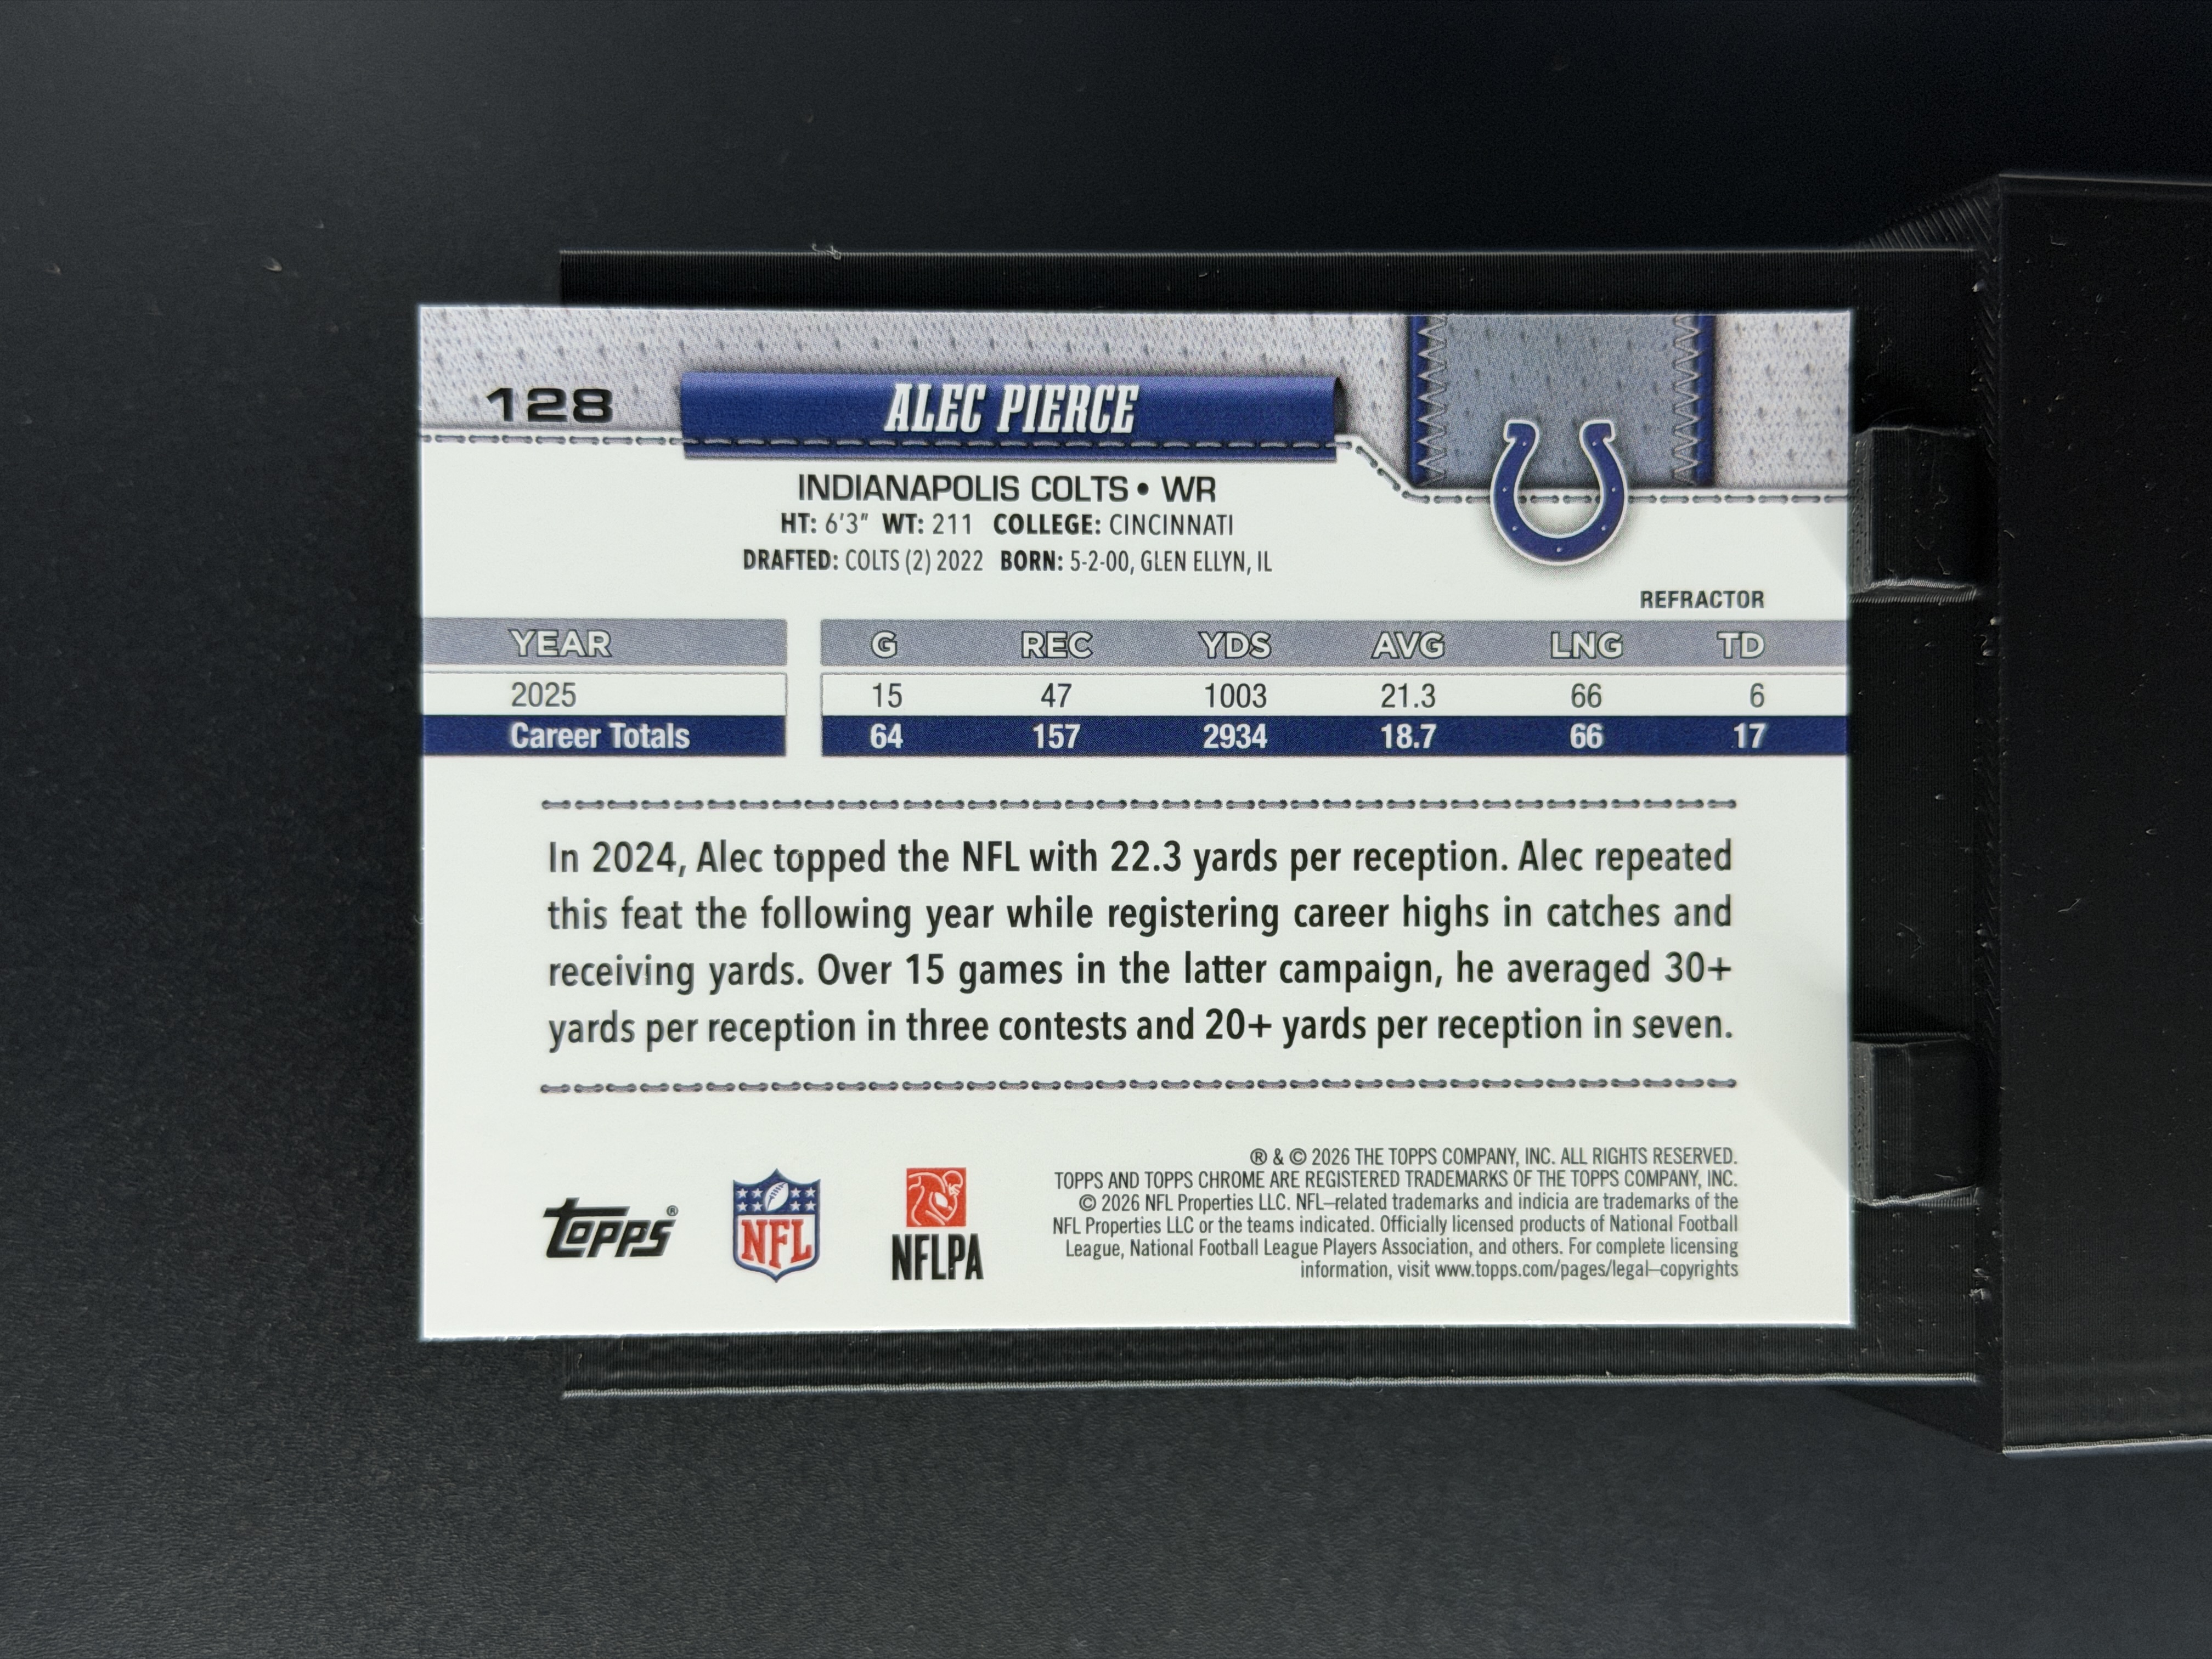 128
ALEC PIERCE
INDIANAPOLIS COLTS • WR
HT: 6'3" WT: 211 COLLEGE: CINCINNATI
DRAFTED: COLTS (2) 2022 BORN: 5-2-00, GLEN ELLYN, IL
REFRACTOR
YEAR G REC YDS AVG LNG TD
2025 15 47 1003 21.3 66 6
Career Totals 64 157 2934 18.7 66 17
In 2024, Alec topped the NFL with 22.3 yards per reception. Alec repeated
this feat the following year while registering career highs in catches and
receiving yards. Over 15 games in the latter campaign, he averaged 30+
yards per reception in three contests and 20+ yards per reception in seven.
topps®
NFL
NFLPA
® & © 2026 THE TOPPS COMPANY, INC. ALL RIGHTS RESERVED.
TOPPS AND TOPPS CHROME ARE REGISTERED TRADEMARKS OF THE TOPPS COMPANY, INC.
© 2026 NFL Properties LLC. NFL-related trademarks and indicia are trademarks of the
NFL Properties LLC or the teams indicated. Officially licensed products of National Football
League, National Football League Players Association, and others. For complete licensing
information, visit www.topps.com/pages/legal-copyrights